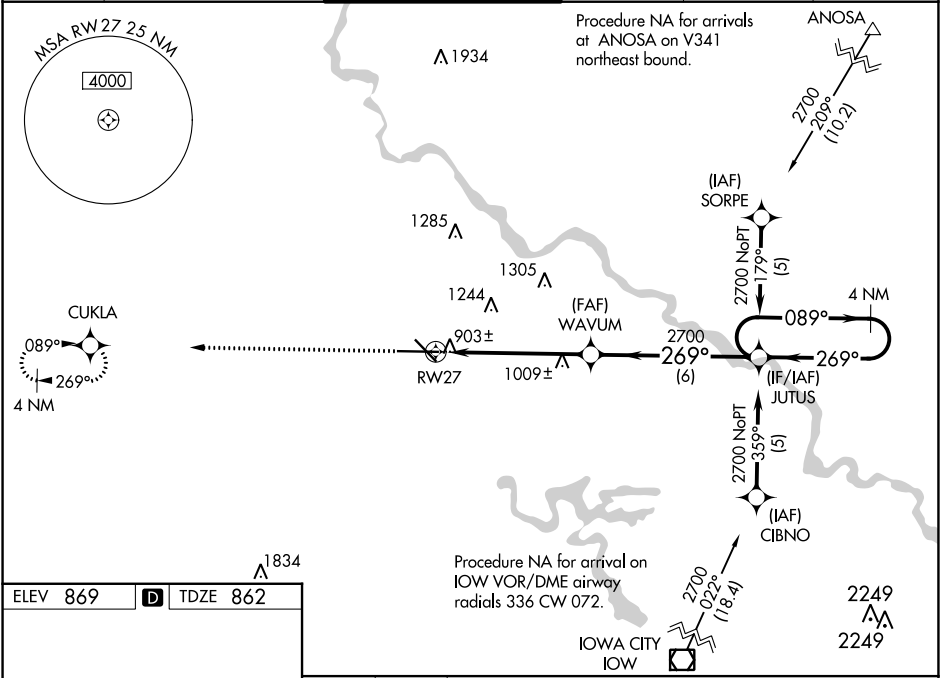 MSA RW27 25 NM
4000
1934
Procedure NA for arrivals
at ANOSA on V341
northeast bound.
ANOSA
2700
209°
(10.2)
(IAF)
SORPE
2700 NoPT
179°
(5)
1285
1305
1244
903±
RW27
1009±
(FAF)
WAVUM
2700
269°
(6)
4 NM
089°
269°
(IF/IAF)
JUTUS
CUKLA
089°
269°
4 NM
2700 NoPT
359°
(5)
(IAF)
CIBNO
1834
Procedure NA for arrival on
IOW VOR/DME airway
radials 336 CW 072.
2700
022°
(18.4)
IOWA CITY
IOW
2249
2249
ELEV 869 D TDZE 862